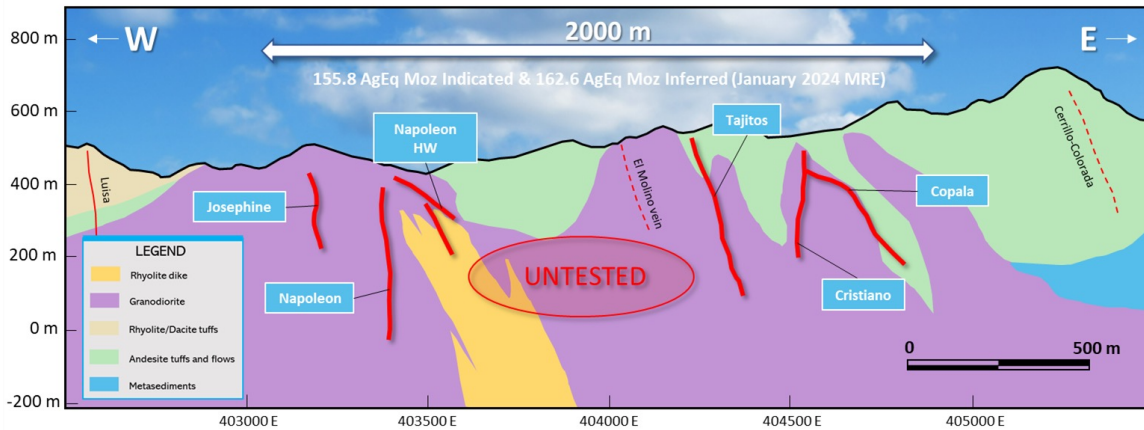 800 m
600 m
400 m
200 m
0 m
-200 m
W
2000 m
E
155.8 AgEq Moz Indicated & 162.6 AgEq Moz Inferred (January 2024 MRE)
Napoleon
HW
Tajitos
Luisa
Josephine
El Molino vein
Cerrillo-Colorada
Copala
Napoleon
UNTESTED
Cristiano
LEGEND
Rhyolite dike
Granodiorite
Rhyolite/Dacite tuffs
Andesite tuffs and flows
Metasediments
0 500 m
403000 E
403500 E
404000 E
404500 E
405000 E